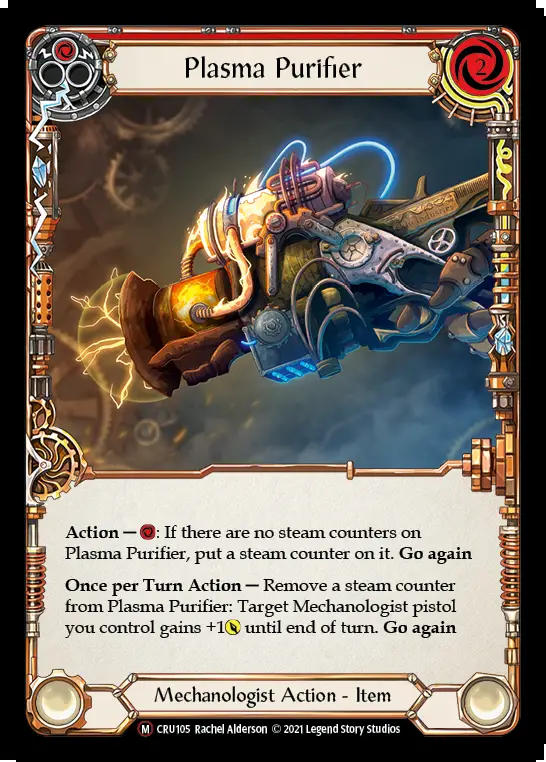 Plasma Purifier
2
Action — : If there are no steam counters on
Plasma Purifier, put a steam counter on it. Go again
Once per Turn Action — Remove a steam counter
from Plasma Purifier: Target Mechanologist pistol
you control gains +1 until end of turn. Go again
Mechanologist Action - Item
M CRU105 Rachel Alderson © 2021 Legend Story Studios